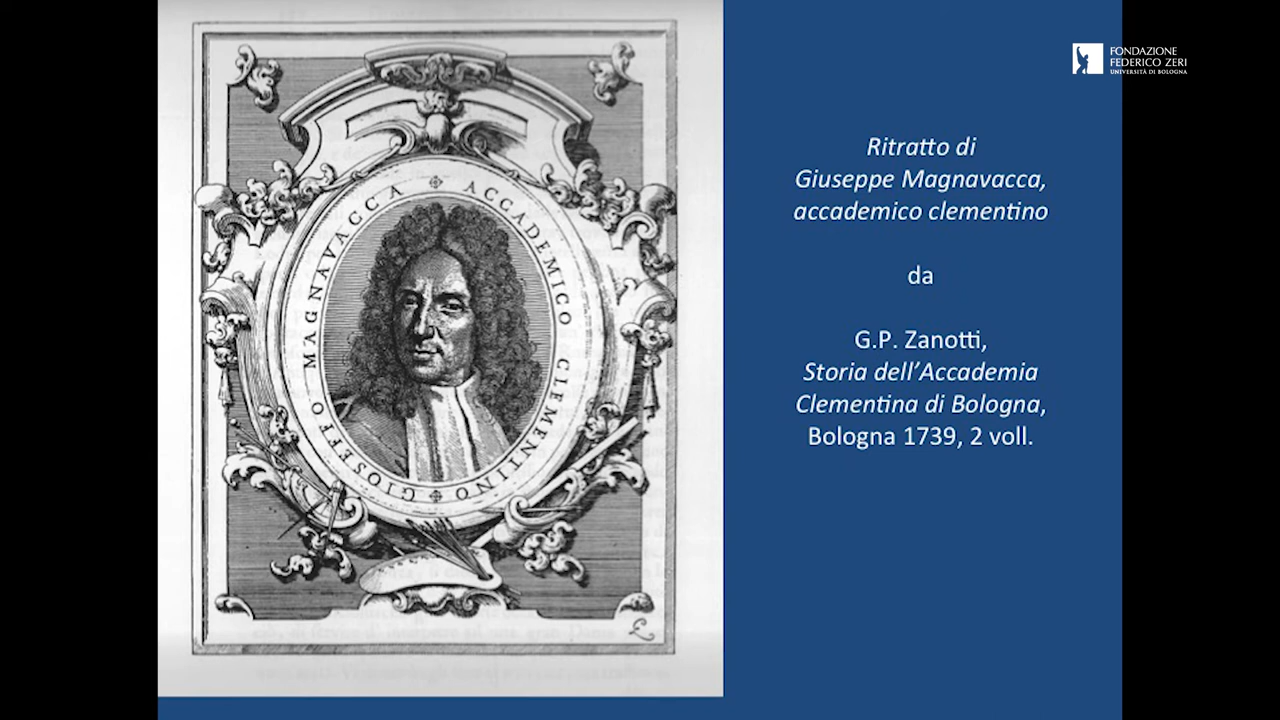 GIOSEFFO MAGNAVACCA ACCADEMICO CLEMENTINO
FONDAZIONE
FEDERICO ZERI
UNIVERSITÀ DI BOLOGNA
Ritratto di
Giuseppe Magnavacca,
accademico clementino
da
G.P. Zanotti,
Storia dell’Accademia
Clementina di Bologna,
Bologna 1739, 2 voll.